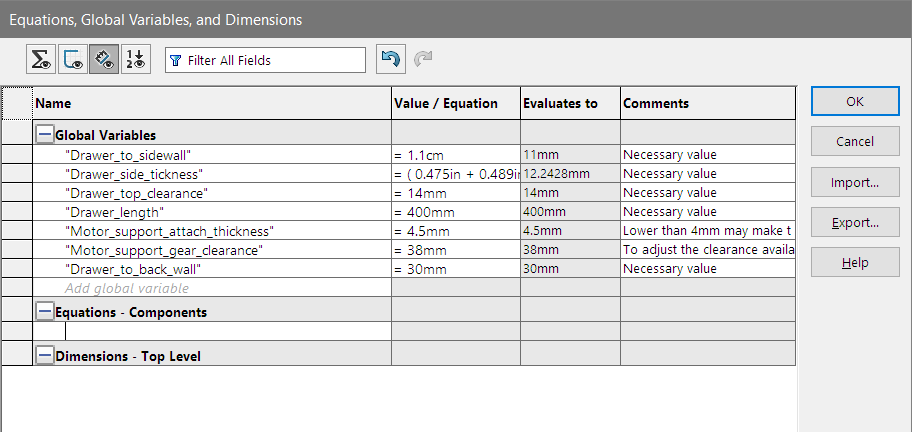 Equations, Global Variables, and Dimensions
Filter All Fields
Name Value / Equation Evaluates to Comments
Global Variables
"Drawer_to_sidewall" = 1.1cm 11mm Necessary value
"Drawer_side_tickness" = ( 0.475in + 0.489in 12.2428mm Necessary value
"Drawer_top_clearance" = 14mm 14mm Necessary value
"Drawer_length" = 400mm 400mm Necessary value
"Motor_support_attach_thickness" = 4.5mm 4.5mm Lower than 4mm may make t
"Motor_support_gear_clearance" = 38mm 38mm To adjust the clearance availa
"Drawer_to_back_wall" = 30mm 30mm Necessary value
Add global variable
Equations - Components
Dimensions - Top Level
OK
Cancel
Import...
Export...
Help